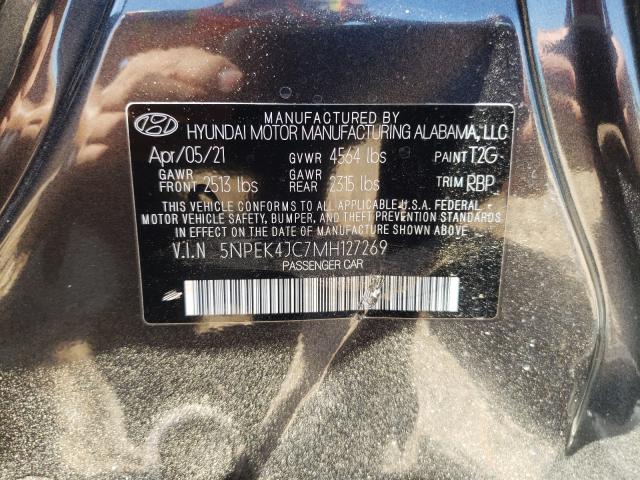 MANUFACTURED BY
HYUNDAI MOTOR MANUFACTURING ALABAMA, LLC
Apr/05/21 GVWR 4564 lbs PAINT T2G
GAWR FRONT 2513 lbs GAWR REAR 2315 lbs TRIM RBP
THIS VEHICLE CONFORMS TO ALL APPLICABLE U.S.A. FEDERAL
MOTOR VEHICLE SAFETY, BUMPER, AND THEFT PREVENTION STANDARDS
IN EFFECT ON THE DATE OF MANUFACTURE SHOWN ABOVE.
V.I.N 5NPEK4JC7MH127269
PASSENGER CAR